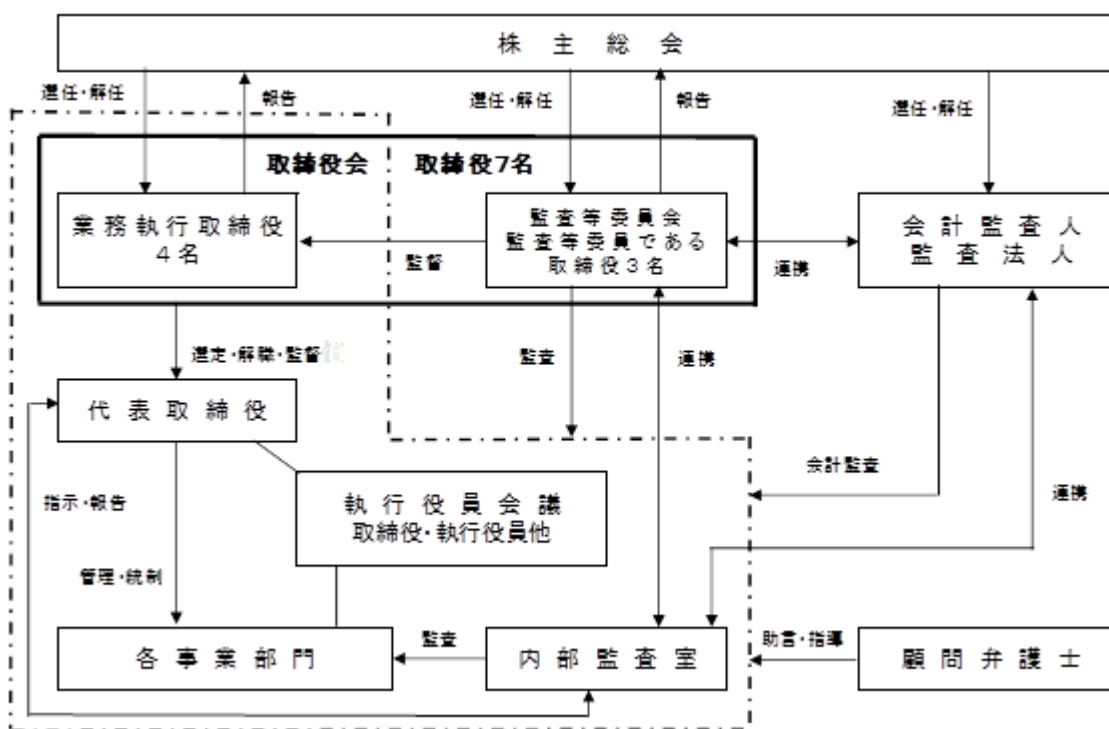 株主総会
選任・解任
報告
選任・解任
報告
選任・解任
取締役会 取締役7名
業務執行取締役
4名
監督
監査等委員会
監査等委員である
取締役3名
連携
会計監査人
監査法人
選定・解職・監督
監査
連携
代表取締役
会計監査
連携
指示・報告
執行役員会議
取締役・執行役員他
管理・統制
各事業部門
監査
内部監査室
助言・指導
顧問弁護士